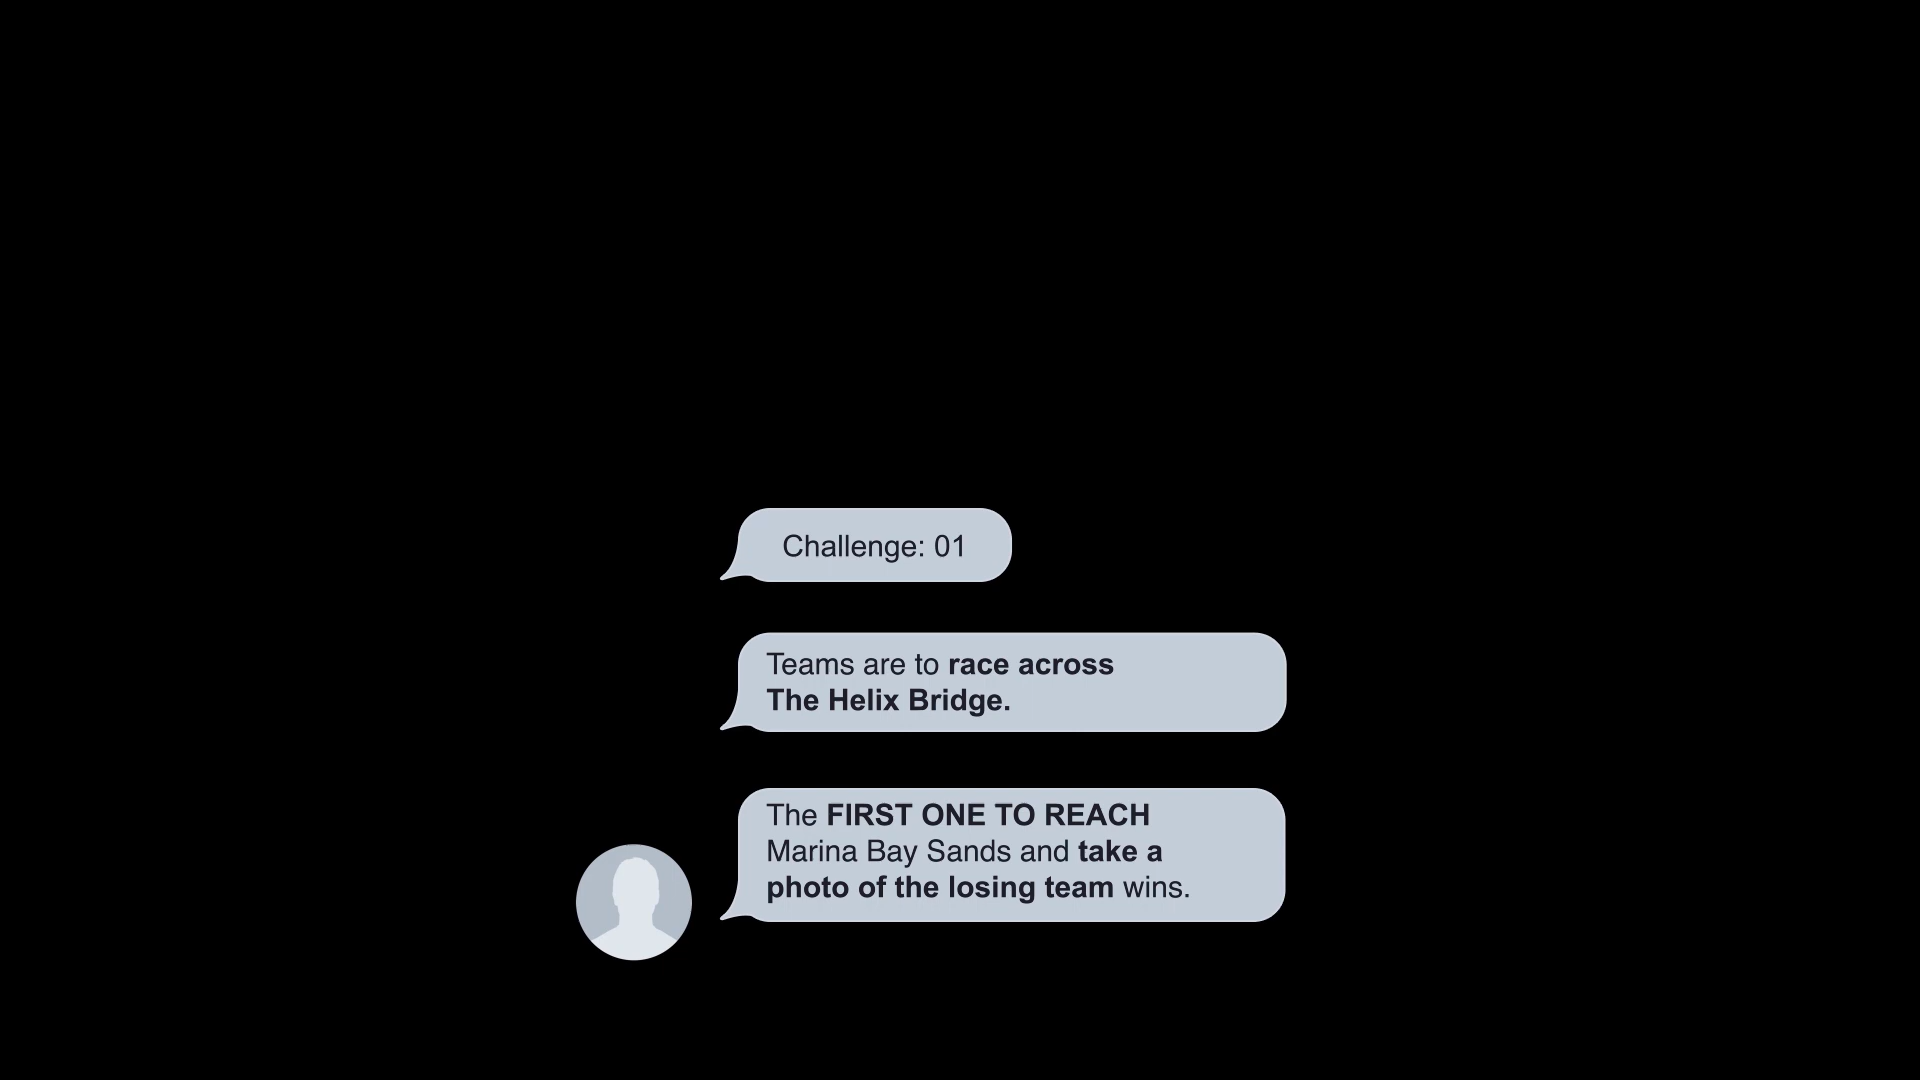 Challenge: 01
Teams are to race across
The Helix Bridge.
The FIRST ONE TO REACH
Marina Bay Sands and take a
photo of the losing team wins.